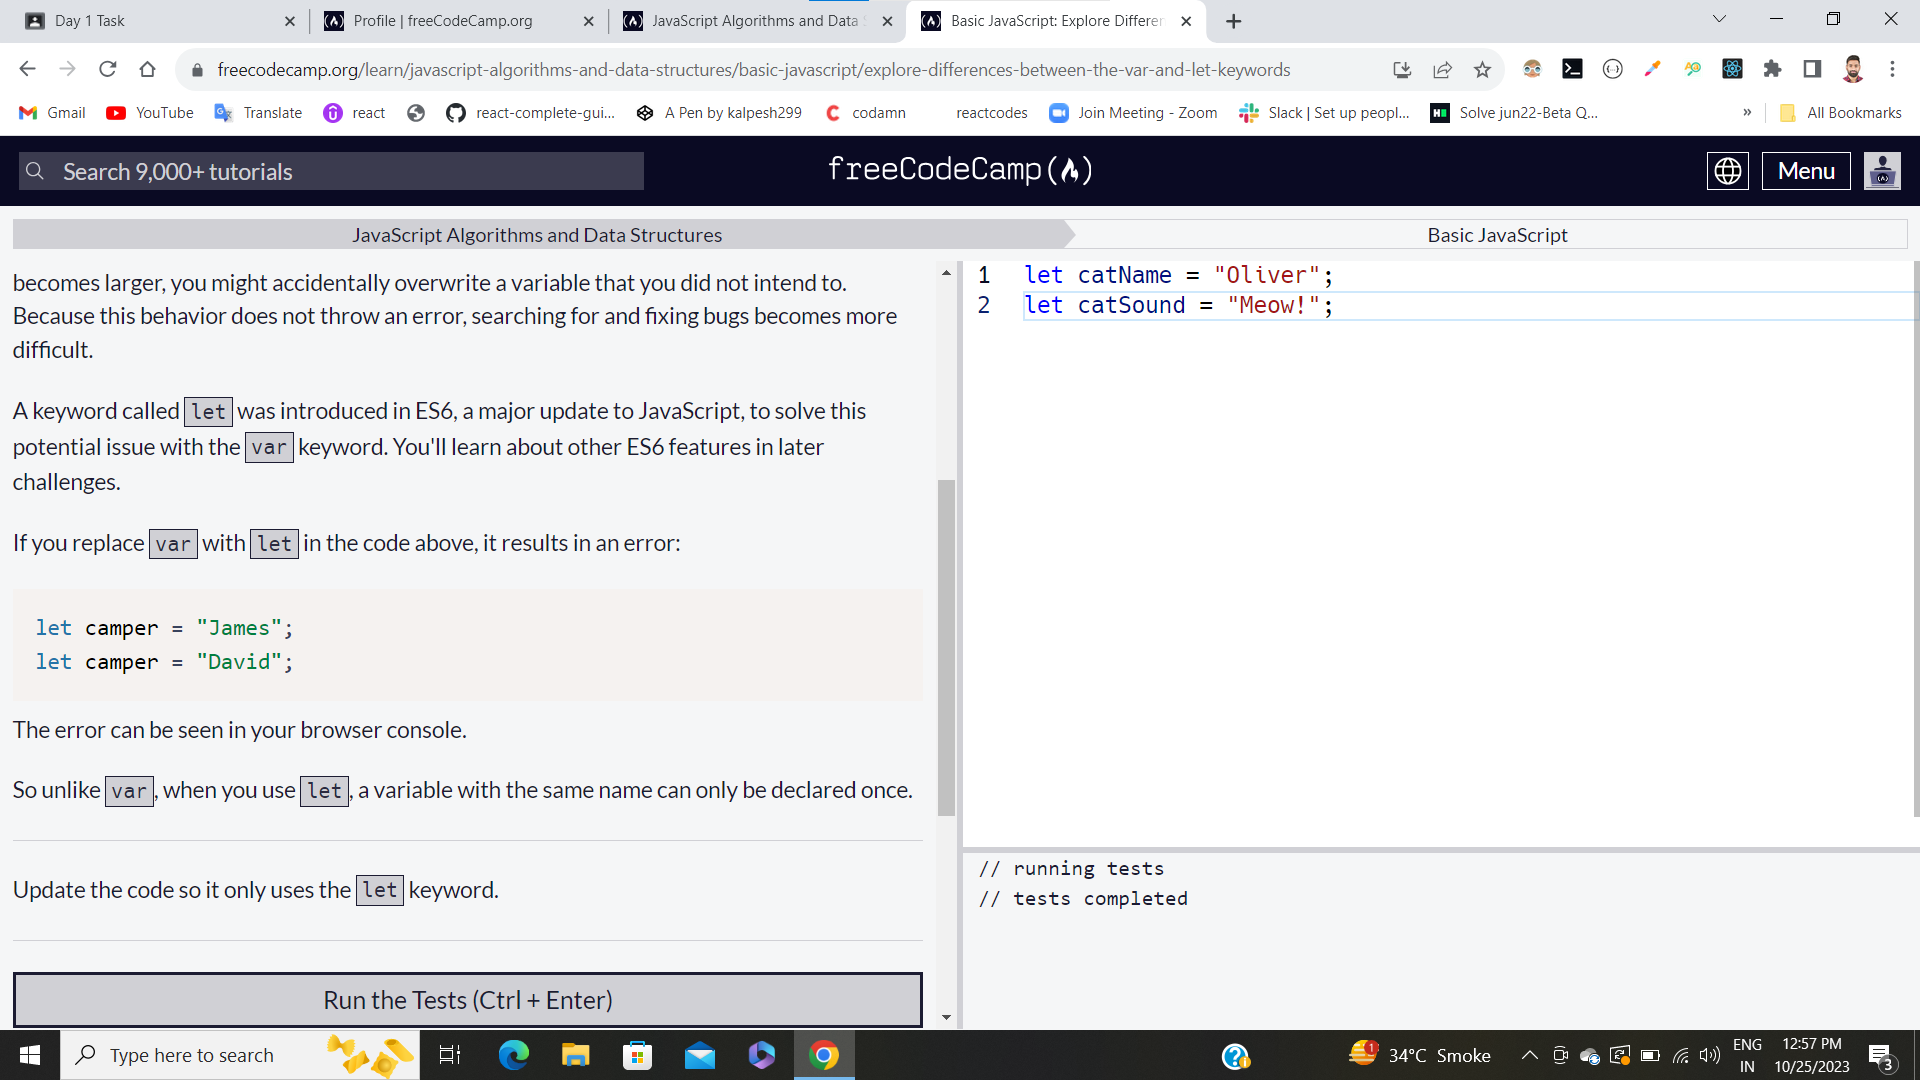 Day 1 Task
Profile | freeCodeCamp.org
JavaScript Algorithms and Data
Basic JavaScript: Explore Differer
freecodecamp.org/learn/javascript-algorithms-and-data-structures/basic-javascript/explore-differences-between-the-var-and-let-keywords
Gmail YouTube Translate react react-complete-gui... A Pen by kalpesh299 codamn reactcodes Join Meeting - Zoom Slack | Set up peopl... Solve jun22-Beta Q... » All Bookmarks
Search 9,000+ tutorials
freeCodeCamp(🔥)
Menu
JavaScript Algorithms and Data Structures
Basic JavaScript
becomes larger, you might accidentally overwrite a variable that you did not intend to.
Because this behavior does not throw an error, searching for and fixing bugs becomes more
difficult.
A keyword called let was introduced in ES6, a major update to JavaScript, to solve this
potential issue with the var keyword. You'll learn about other ES6 features in later
challenges.
If you replace var with let in the code above, it results in an error:
let camper = "James";
let camper = "David";
The error can be seen in your browser console.
So unlike var, when you use let, a variable with the same name can only be declared once.
Update the code so it only uses the let keyword.
Run the Tests (Ctrl + Enter)
1 let catName = "Oliver";
2 let catSound = "Meow!";
// running tests
// tests completed
Type here to search
1
34°C Smoke
ENG
IN
12:57 PM
10/25/2023
3